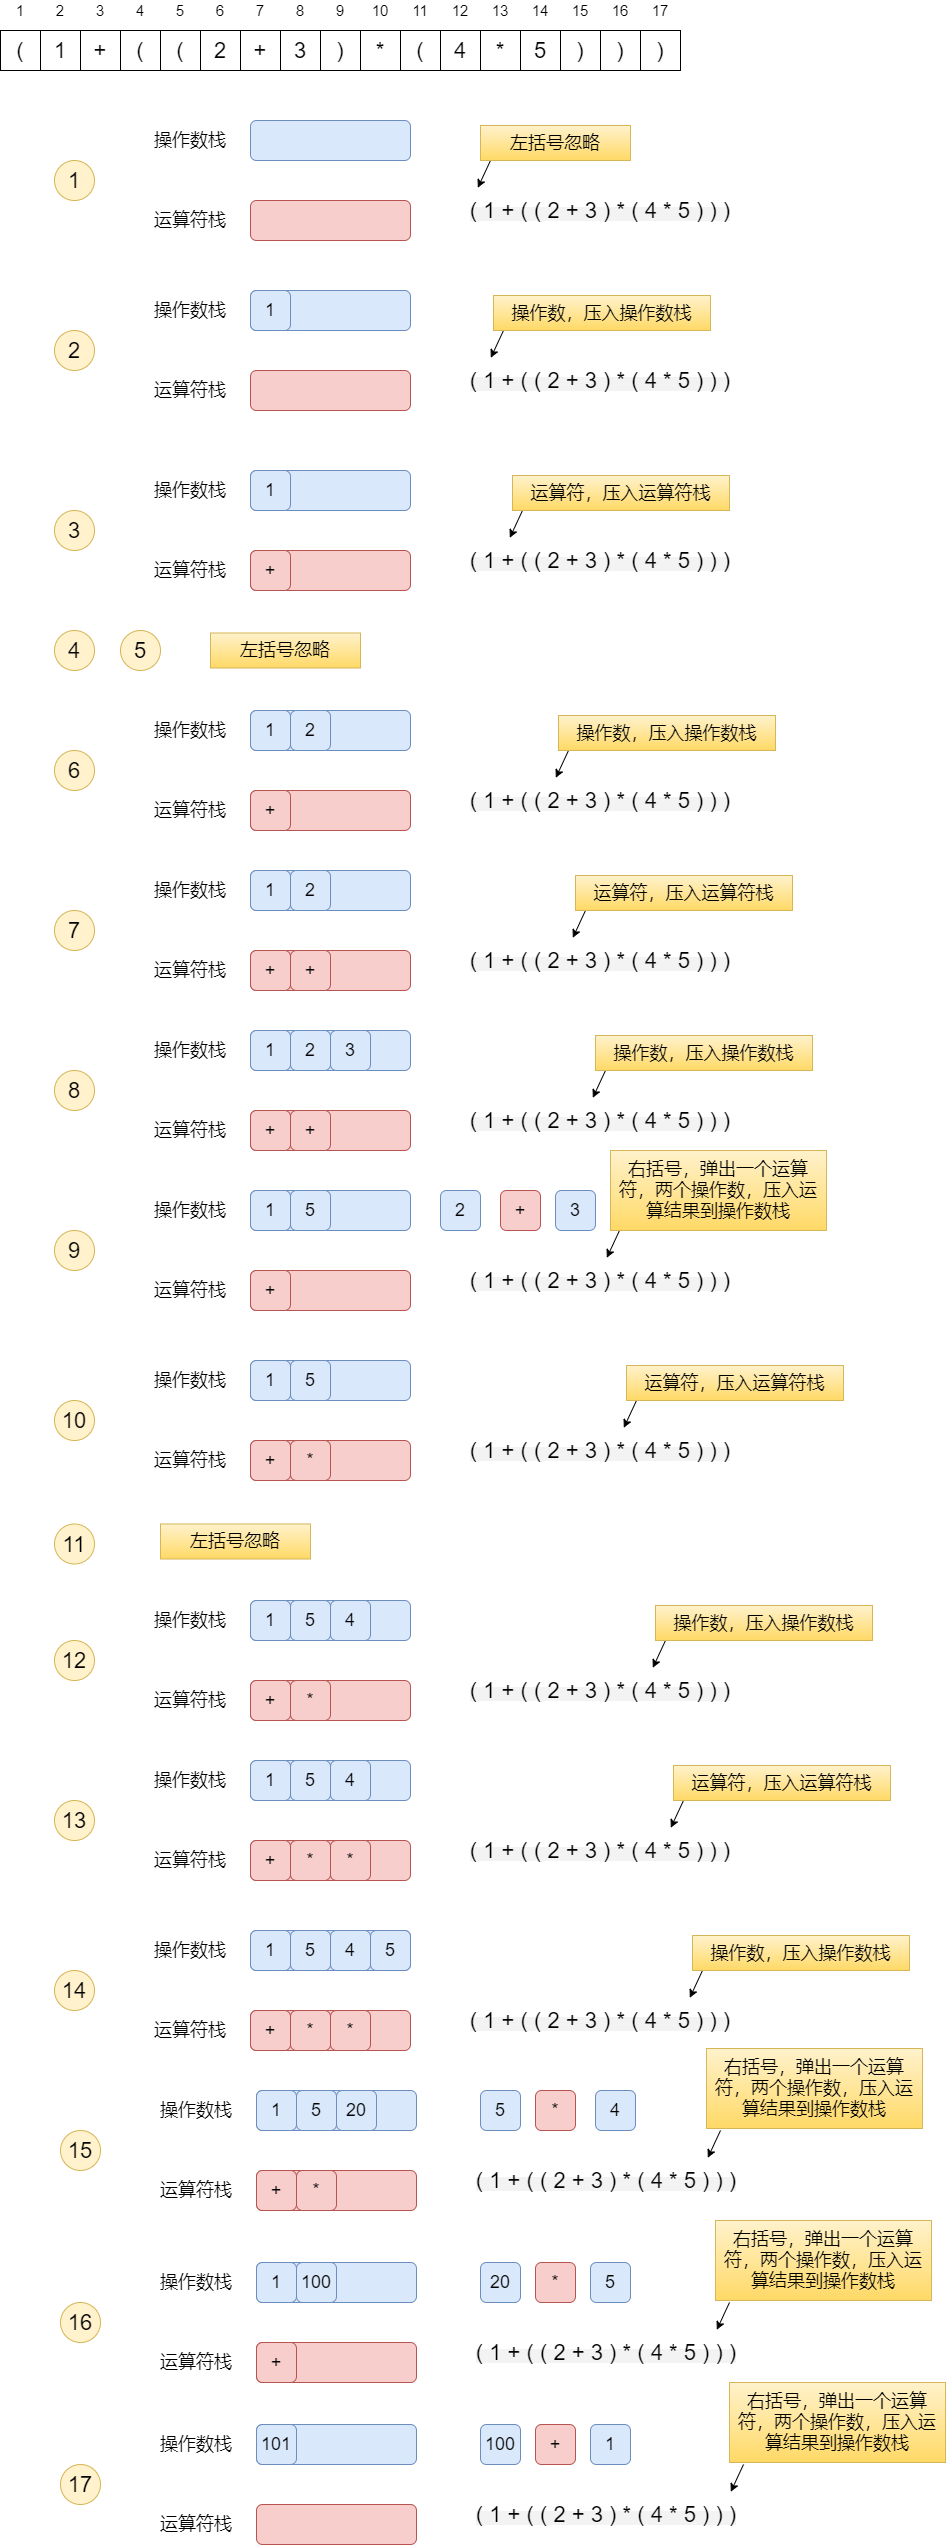 1 2 3 4 5 6 7 8 9 10 11 12 13 14 15 16 17
( 1 + ( ( 2 + 3 ) * ( 4 * 5 ) ) )
操作数栈
左括号忽略
1
运算符栈
( 1 + ( ( 2 + 3 ) * ( 4 * 5 ) ) )
操作数栈 1
操作数，压入操作数栈
2
运算符栈
( 1 + ( ( 2 + 3 ) * ( 4 * 5 ) ) )
操作数栈 1
运算符，压入运算符栈
3
运算符栈 +
( 1 + ( ( 2 + 3 ) * ( 4 * 5 ) ) )
4 5 左括号忽略
操作数栈 1 2
操作数，压入操作数栈
6
运算符栈 +
( 1 + ( ( 2 + 3 ) * ( 4 * 5 ) ) )
操作数栈 1 2
运算符，压入运算符栈
7
运算符栈 + +
( 1 + ( ( 2 + 3 ) * ( 4 * 5 ) ) )
操作数栈 1 2 3
操作数，压入操作数栈
8
运算符栈 + +
( 1 + ( ( 2 + 3 ) * ( 4 * 5 ) ) )
右括号，弹出一个运算
符，两个操作数，压入运
算结果到操作数栈
操作数栈 1 5 2 + 3
9
运算符栈 +
( 1 + ( ( 2 + 3 ) * ( 4 * 5 ) ) )
操作数栈 1 5
运算符，压入运算符栈
10
运算符栈 + *
( 1 + ( ( 2 + 3 ) * ( 4 * 5 ) ) )
11 左括号忽略
操作数栈 1 5 4
操作数，压入操作数栈
12
运算符栈 + *
( 1 + ( ( 2 + 3 ) * ( 4 * 5 ) ) )
操作数栈 1 5 4
运算符，压入运算符栈
13
运算符栈 + * *
( 1 + ( ( 2 + 3 ) * ( 4 * 5 ) ) )
操作数栈 1 5 4 5
操作数，压入操作数栈
14
运算符栈 + * *
( 1 + ( ( 2 + 3 ) * ( 4 * 5 ) ) )
右括号，弹出一个运算
符，两个操作数，压入运
算结果到操作数栈
操作数栈 1 5 20 5 * 4
15
运算符栈 + *
( 1 + ( ( 2 + 3 ) * ( 4 * 5 ) ) )
右括号，弹出一个运算
符，两个操作数，压入运
算结果到操作数栈
操作数栈 1 100 20 * 5
16
运算符栈 +
( 1 + ( ( 2 + 3 ) * ( 4 * 5 ) ) )
右括号，弹出一个运算
符，两个操作数，压入运
算结果到操作数栈
操作数栈 101 100 + 1
17
运算符栈
( 1 + ( ( 2 + 3 ) * ( 4 * 5 ) ) )